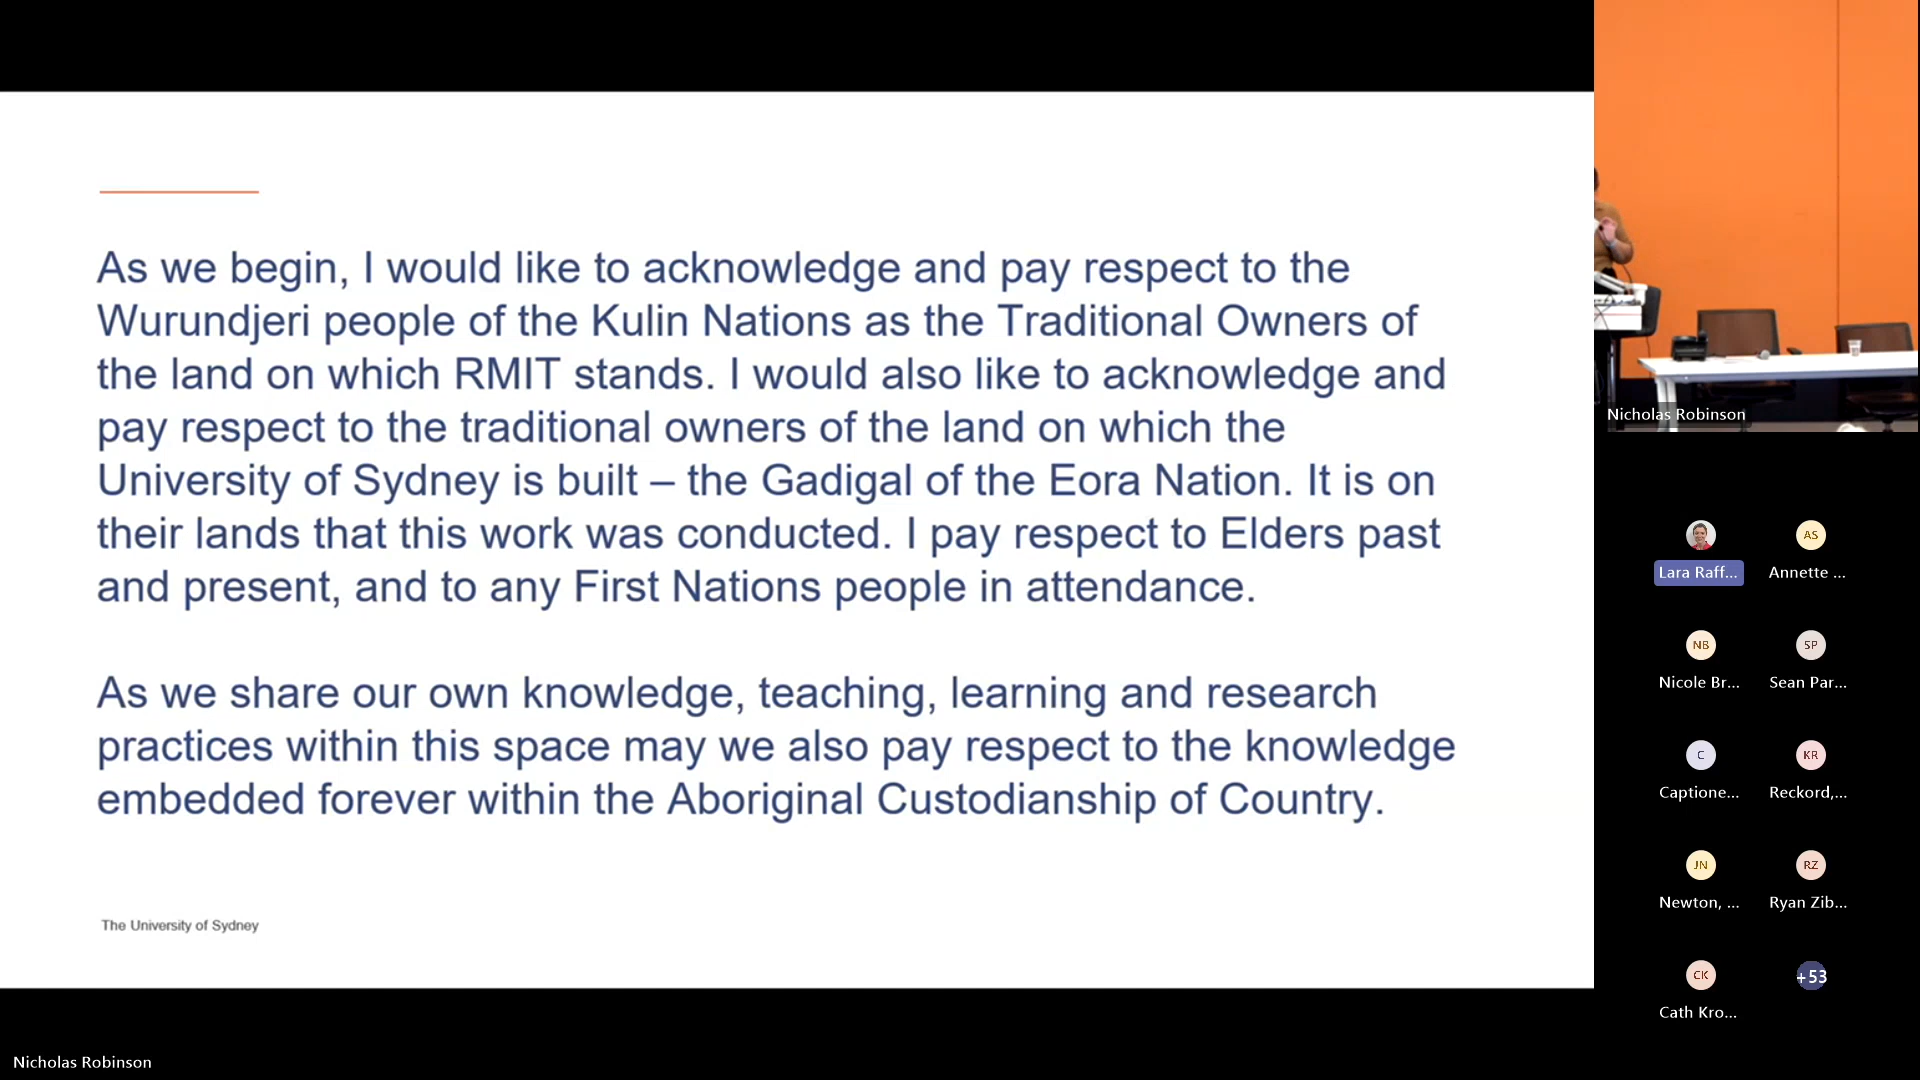 As we begin, I would like to acknowledge and pay respect to the
Wurundjeri people of the Kulin Nations as the Traditional Owners of
the land on which RMIT stands. I would also like to acknowledge and
pay respect to the traditional owners of the land on which the
University of Sydney is built – the Gadigal of the Eora Nation. It is on
their lands that this work was conducted. I pay respect to Elders past
and present, and to any First Nations people in attendance.
As we share our own knowledge, teaching, learning and research
practices within this space may we also pay respect to the knowledge
embedded forever within the Aboriginal Custodianship of Country.
The University of Sydney
Nicholas Robinson
Nicholas Robinson
AS
Lara Raff...
Annette ...
NB
SP
Nicole Br...
Sean Par...
C
KR
Captione...
Reckord,...
JN
RZ
Newton, ...
Ryan Zib...
CK
+53
Cath Kro...